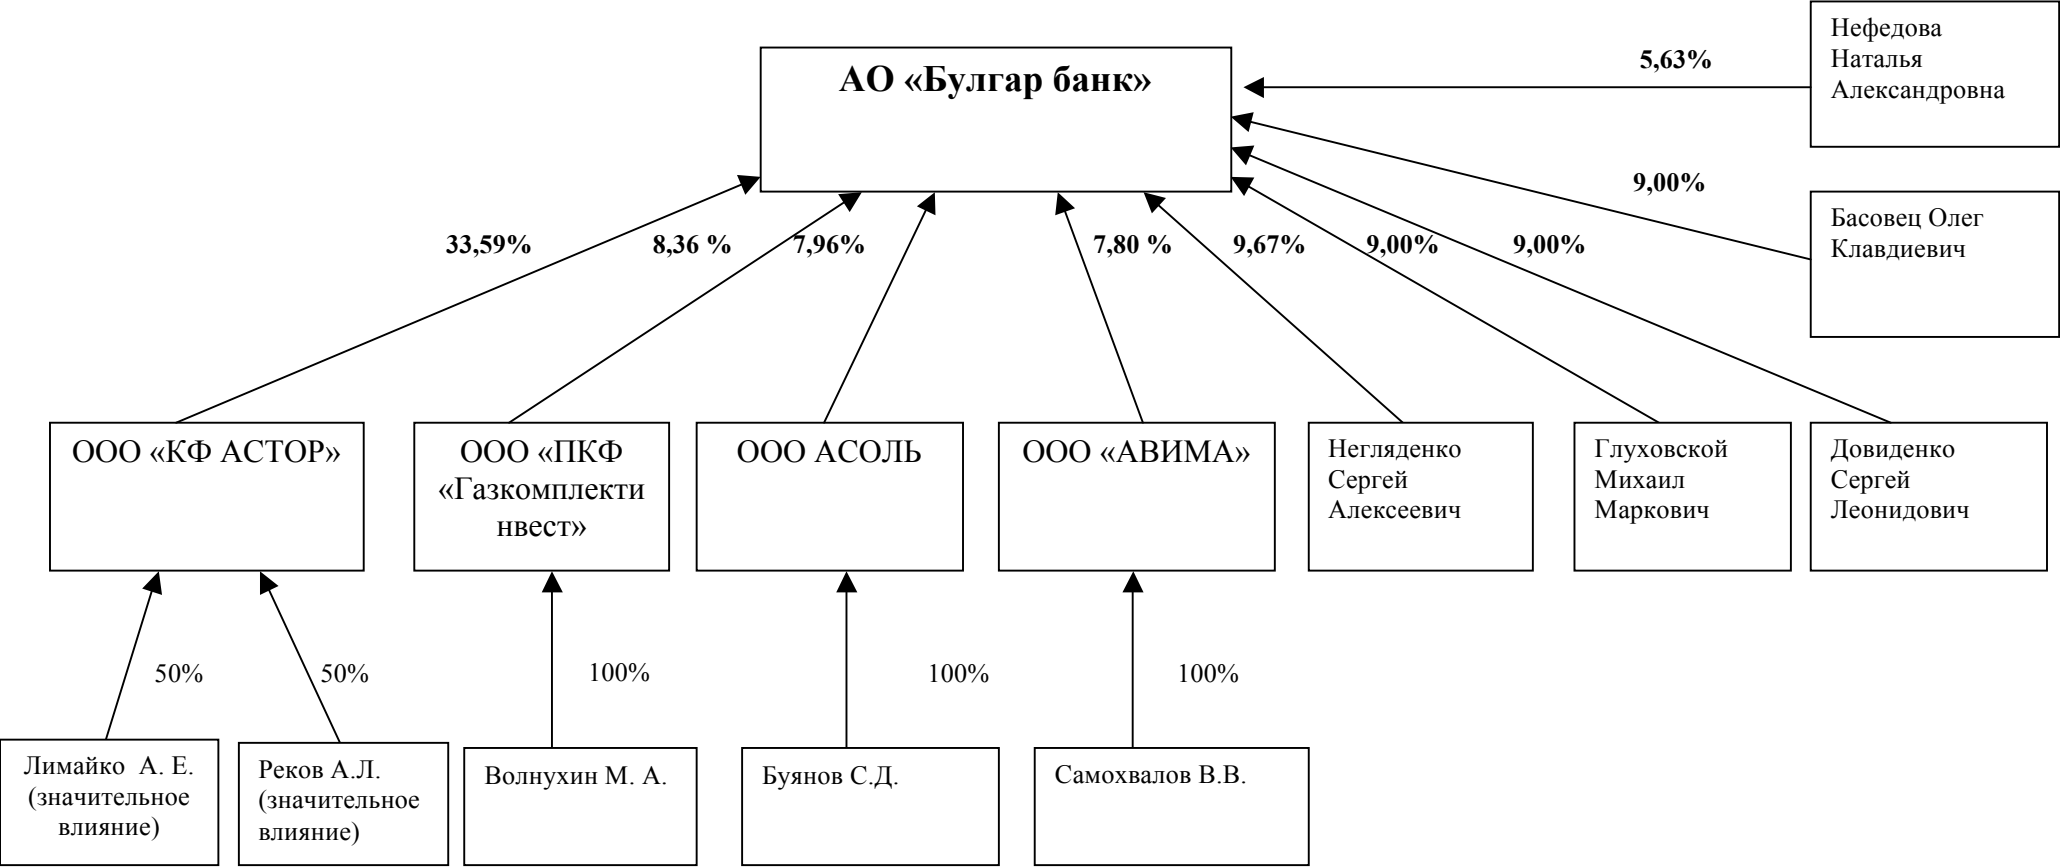 Нефедова
Наталья
Александровна
5,63%
АО «Булгар банк»
9,00%
Басовец Олег
Клавдиевич
33,59%
8,36 %
7,96%
7,80 %
9,67%
9,00%
9,00%
ООО «КФ АСТОР»
ООО «ПКФ
«Газкомплекти
нвест»
ООО АСОЛЬ
ООО «АВИМА»
Негляденко
Сергей
Алексеевич
Глуховской
Михаил
Маркович
Довиденко
Сергей
Леонидович
50%
50%
100%
100%
100%
Лимайко А. Е.
(значительное
влияние)
Реков А.Л.
(значительное
влияние)
Волнухин М. А.
Буянов С.Д.
Самохвалов В.В.